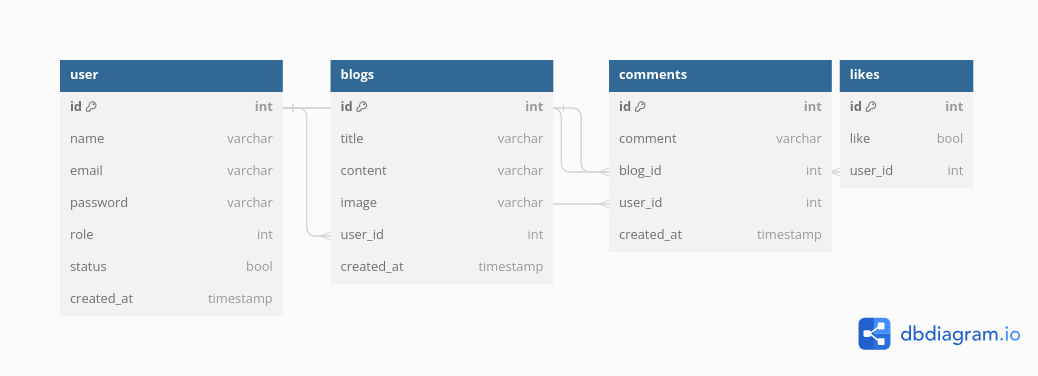 user
id int
name varchar
email varchar
password varchar
role int
status bool
created_at timestamp
blogs
id int
title varchar
content varchar
image varchar
user_id int
created_at timestamp
comments
id int
comment varchar
blog_id int
user_id int
created_at timestamp
likes
id int
like bool
user_id int
dbdiagram.io